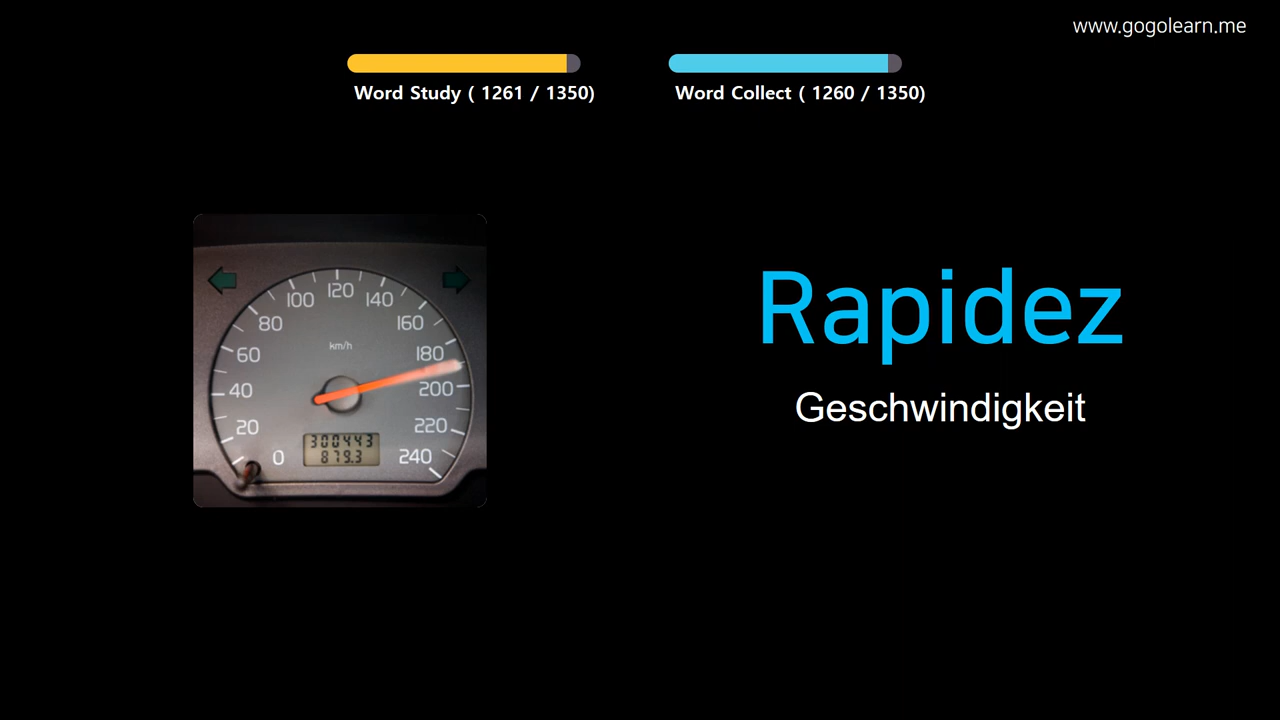 www.gogolearn.me
Word Study ( 1261 / 1350)
Word Collect ( 1260 / 1350)
Rapidez
Geschwindigkeit
120
100
140
80
160
km/h
60
180
40
200
20
220
300443
0
879.3
240